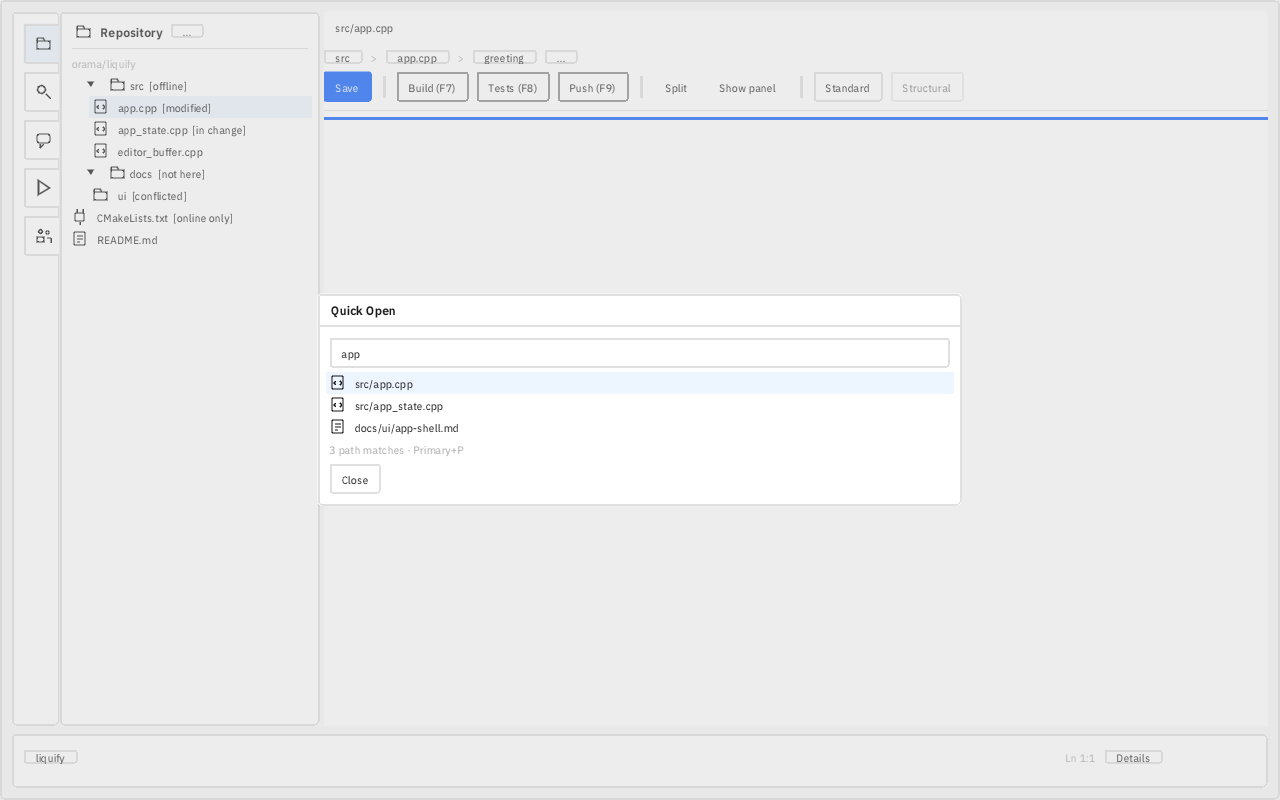 Repository ...
orama/liquify
src [offline]
app.cpp [modified]
app_state.cpp [in change]
editor_buffer.cpp
docs [not here]
ui [conflicted]
CMakeLists.txt [online only]
README.md
src/app.cpp
src > app.cpp > greeting ...
Save Build (F7) Tests (F8) Push (F9) Split Show panel Standard Structural
Quick Open
app
src/app.cpp
src/app_state.cpp
docs/ui/app-shell.md
3 path matches · Primary+P
Close
liquify Ln 1:1 Details